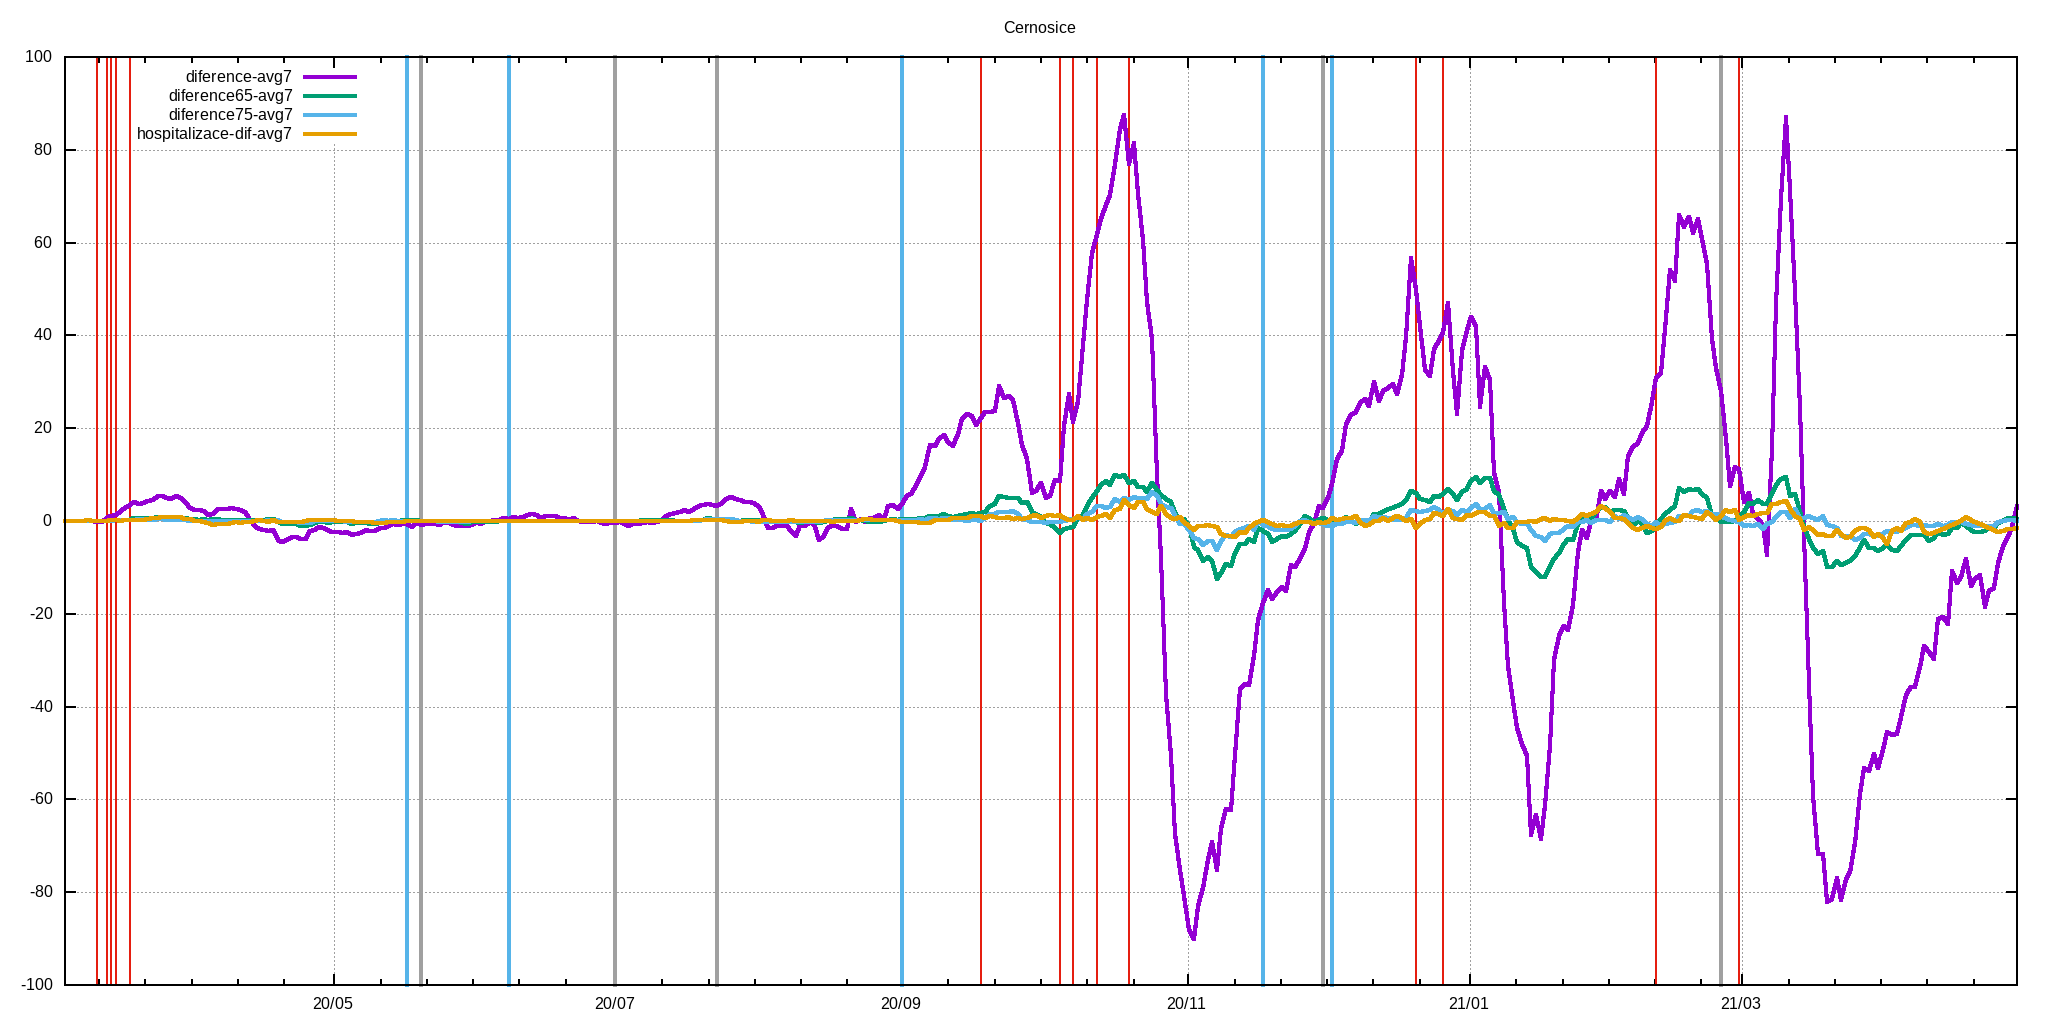 Cernosice
diference-avg7
diference65-avg7
diference75-avg7
hospitalizace-dif-avg7
100
80
60
40
20
0
-20
-40
-60
-80
-100
20/05 20/07 20/09 20/11 21/01 21/03